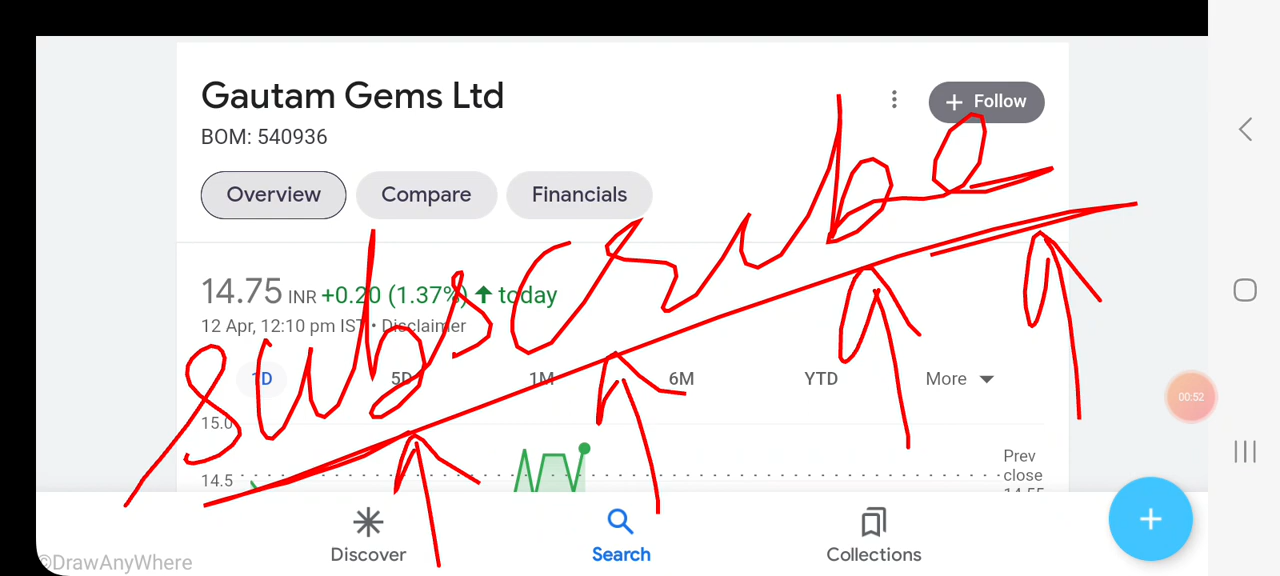 Gautam Gems Ltd
+ Follow
BOM: 540936
Overview Compare Financials
14.75 INR +0.20 (1.37%) ↑ today
12 Apr, 12:10 pm IST • Disclaimer
subscrube
1D 5D 1M 6M YTD More
15.0
14.5
Prev
close
00:52
Discover Search Collections
©DrawAnyWhere